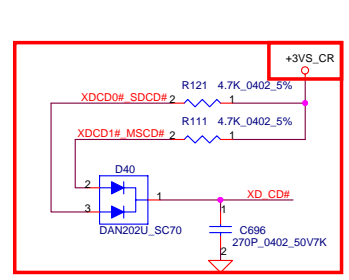 +3VS_CR
R121 4.7K_0402_5%
XDCD0#_SDCD# 2 1
R111 4.7K_0402_5%
XDCD1#_MSCD# 2 1
D40
2 1 XD_CD#
3 1
DAN202U_SC70 C696
270P_0402_50V7K
2